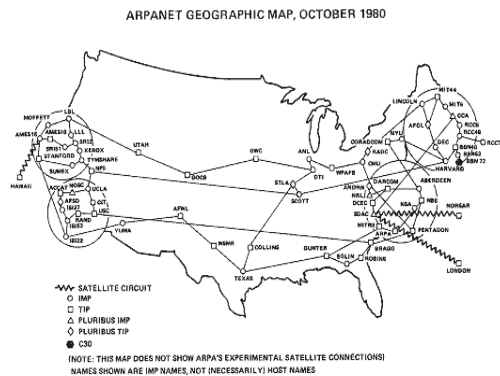 ARPANET GEOGRAPHIC MAP, OCTOBER 1980
MIT44
LINCOLN
MIT6
CCA
RCC5
RCC49
RCC71
MOFFETT
LBL
AMES15
AMES16
LLL
SRI2
SRI51
XEROX
STANFORD
TYMSHARE
SUMEX
NPS
HAWAII
UTAH
DOCB
GWC
ANL
DTI
WPAFB
STLA
SCOTT
CORADCOM
NYU
RADC
CMU
DEC
BBN40
BBN63
BBN 72
HARVARD
ACCAT
NOSC
UCLA
AFSD
CIT
ISI27
RAND
USC
ISI52
ISI22
YUMA
AFWL
WSMR
COLLINS
TEXAS
GUNTER
EGLIN
ROBINS
BRAGG
ABERDEEN
DARCOM
NRL
DCEC
NSA
NBS
SDAC
MITRE
ARPA
PENTAGON
NORSAR
LONDON
SATELLITE CIRCUIT
IMP
TIP
PLURIBUS IMP
PLURIBUS TIP
C30
(NOTE: THIS MAP DOES NOT SHOW ARPA'S EXPERIMENTAL SATELLITE CONNECTIONS)
NAMES SHOWN ARE IMP NAMES, NOT (NECESSARILY) HOST NAMES